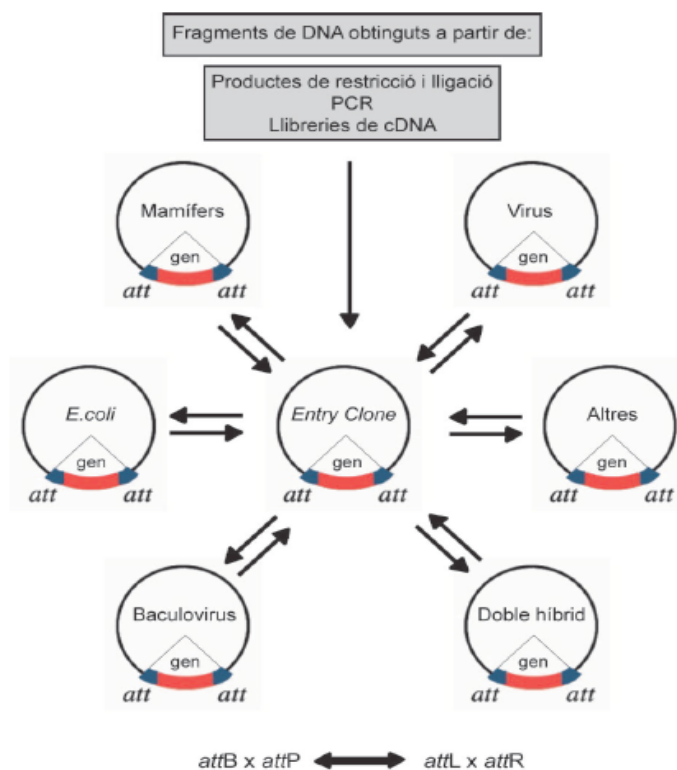 Fragments de DNA obtinguts a partir de:
Productes de restricció i lligació
PCR
Llibreries de cDNA
Mamífers
gen
att att
Virus
gen
att att
E.coli
gen
att att
Entry Clone
gen
att att
Altres
gen
att att
Baculovirus
gen
att att
Doble híbrid
gen
att att
attB x attP attL x attR